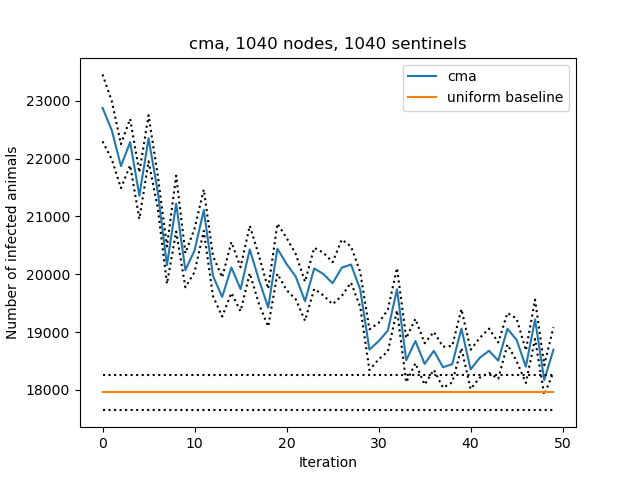 cma, 1040 nodes, 1040 sentinels
cma
uniform baseline
Number of infected animals
23000
22000
21000
20000
19000
18000
0 10 20 30 40 50
Iteration